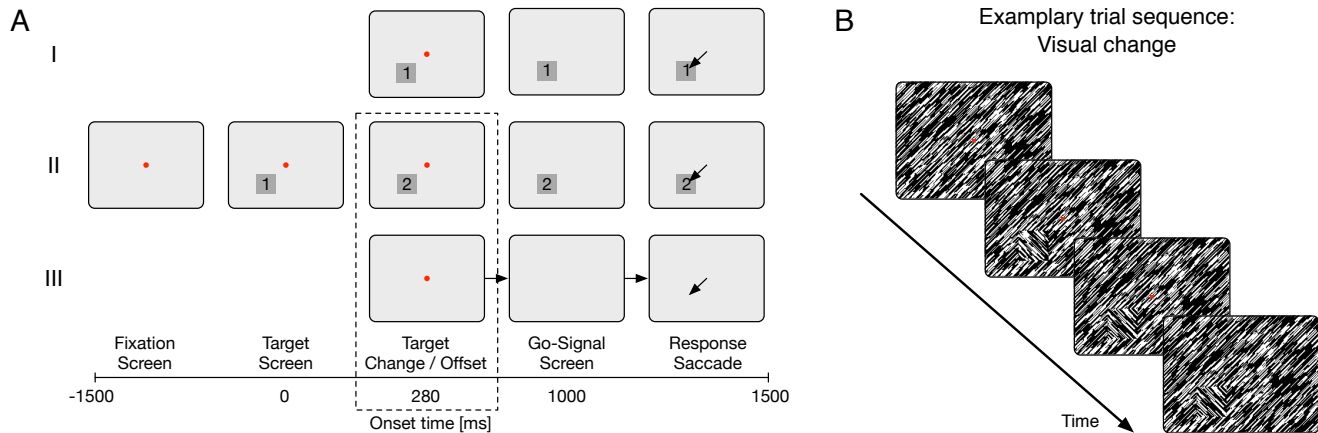 A
I
1
1
1
II
1
2
2
2
III
Fixation
Screen
Target
Screen
Target
Change / Offset
Go-Signal
Screen
Response
Saccade
-1500
0
280
1000
1500
Onset time [ms]
B
Examplary trial sequence:
Visual change
Time